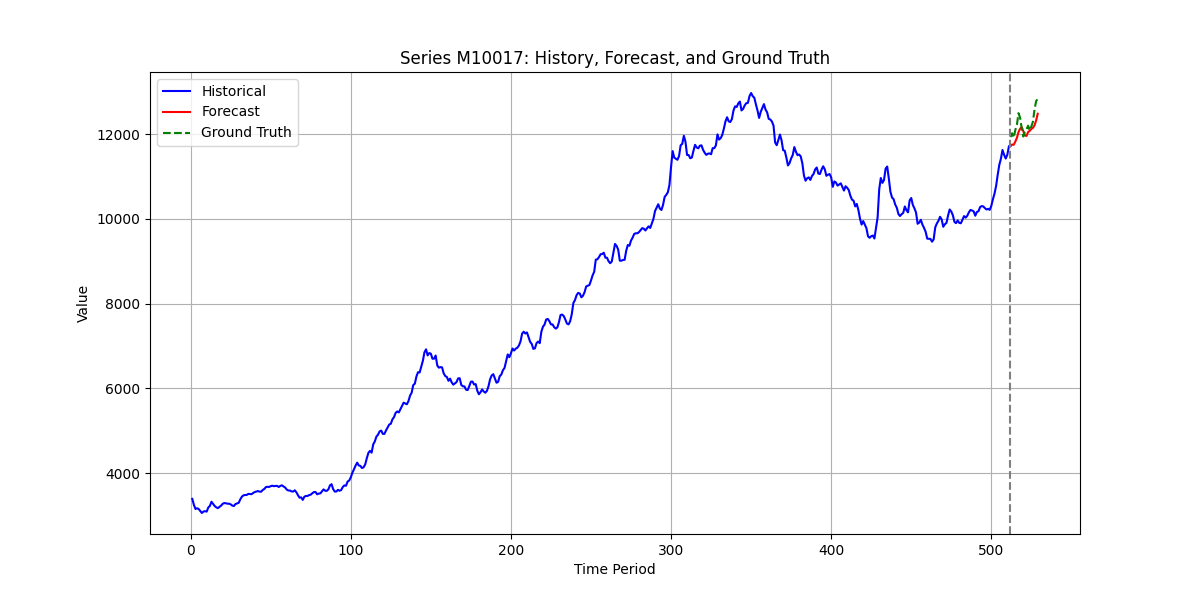 Series M10017: History, Forecast, and Ground Truth
Historical
Forecast
Ground Truth
12000
10000
8000
6000
4000
Value
0 100 200 300 400 500
Time Period